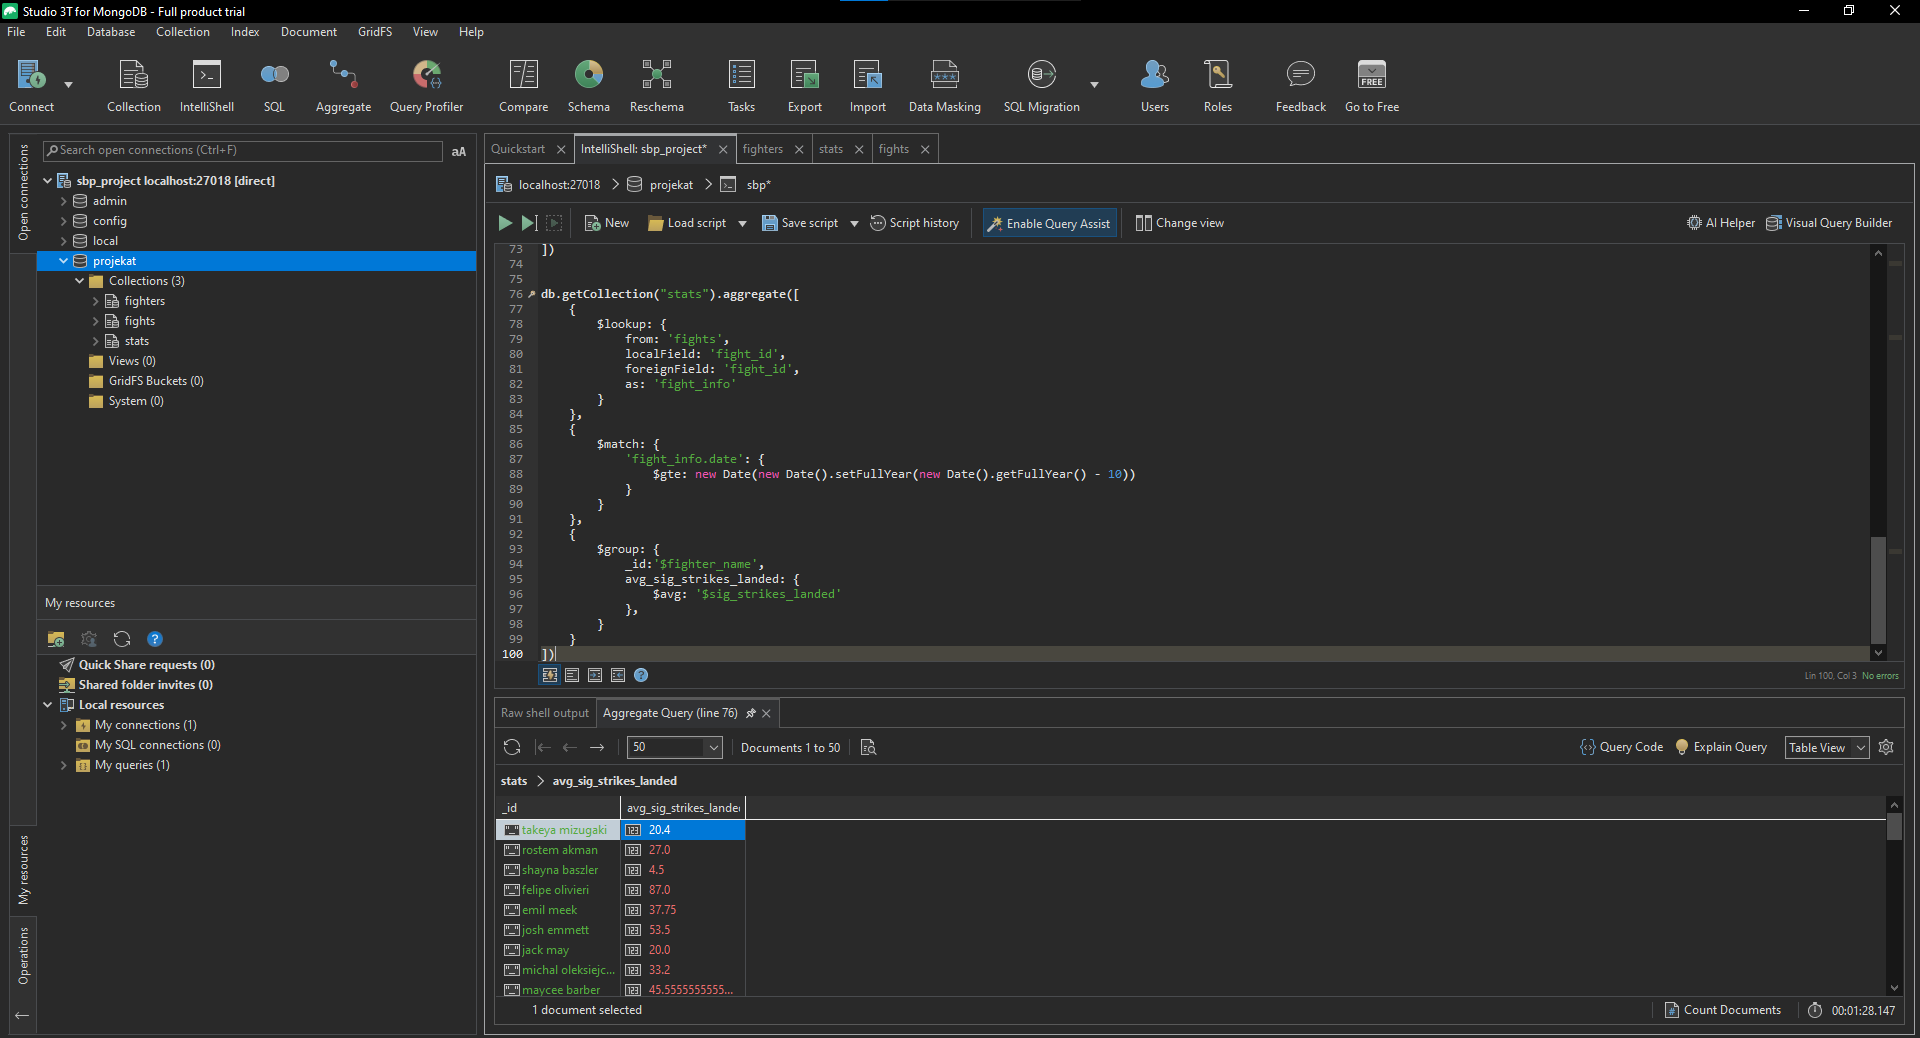 Studio 3T for MongoDB - Full product trial
File Edit Database Collection Index Document GridFS View Help
Connect Collection IntelliShell SQL Aggregate Query Profiler Compare Schema Reschema Tasks Export Import Data Masking SQL Migration Users Roles Feedback FREE Go to Free
Open connections
Search open connections (Ctrl+F) aA
sbp_project localhost:27018 [direct]
admin
config
local
projekat
Collections (3)
fighters
fights
stats
Views (0)
GridFS Buckets (0)
System (0)
My resources
Quick Share requests (0)
Shared folder invites (0)
Local resources
My connections (1)
My SQL connections (0)
My queries (1)
My resources
Operations
Quickstart IntelliShell: sbp_project* fighters stats fights
localhost:27018 projekat sbp*
New Load script Save script Script history Enable Query Assist Change view AI Helper Visual Query Builder
73 ])
74
75
76 db.getCollection("stats").aggregate([
77 {
78 $lookup: {
79 from: 'fights',
80 localField: 'fight_id',
81 foreignField: 'fight_id',
82 as: 'fight_info'
83 }
84 },
85 {
86 $match: {
87 'fight_info.date': {
88 $gte: new Date(new Date().setFullYear(new Date().getFullYear() - 10))
89 }
90 }
91 },
92 {
93 $group: {
94 _id:'$fighter_name',
95 avg_sig_strikes_landed: {
96 $avg: '$sig_strikes_landed'
97 },
98 }
99 }
100 ])
Lin 100, Col 3 No errors
Raw shell output Aggregate Query (line 76)
50 Documents 1 to 50 Query Code Explain Query Table View
stats avg_sig_strikes_landed
_id avg_sig_strikes_landed
takeya mizugaki 20.4
rostem akman 27.0
shayna baszler 4.5
felipe olivieri 87.0
emil meek 37.75
josh emmett 53.5
jack may 20.0
michal oleksiejc... 33.2
maycee barber 45.5555555555...
1 document selected Count Documents 00:01:28.147